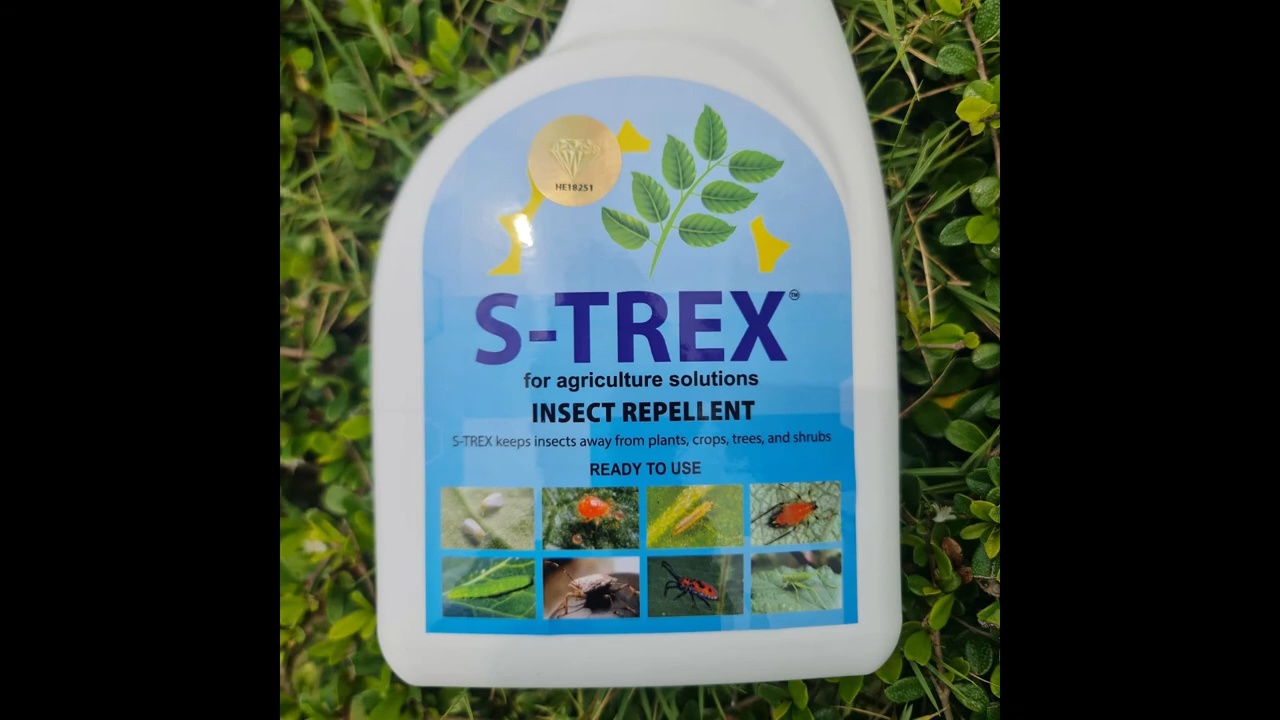 HE18251
S-TREX™
for agriculture solutions
INSECT REPELLENT
S-TREX keeps insects away from plants, crops, trees, and shrubs
READY TO USE